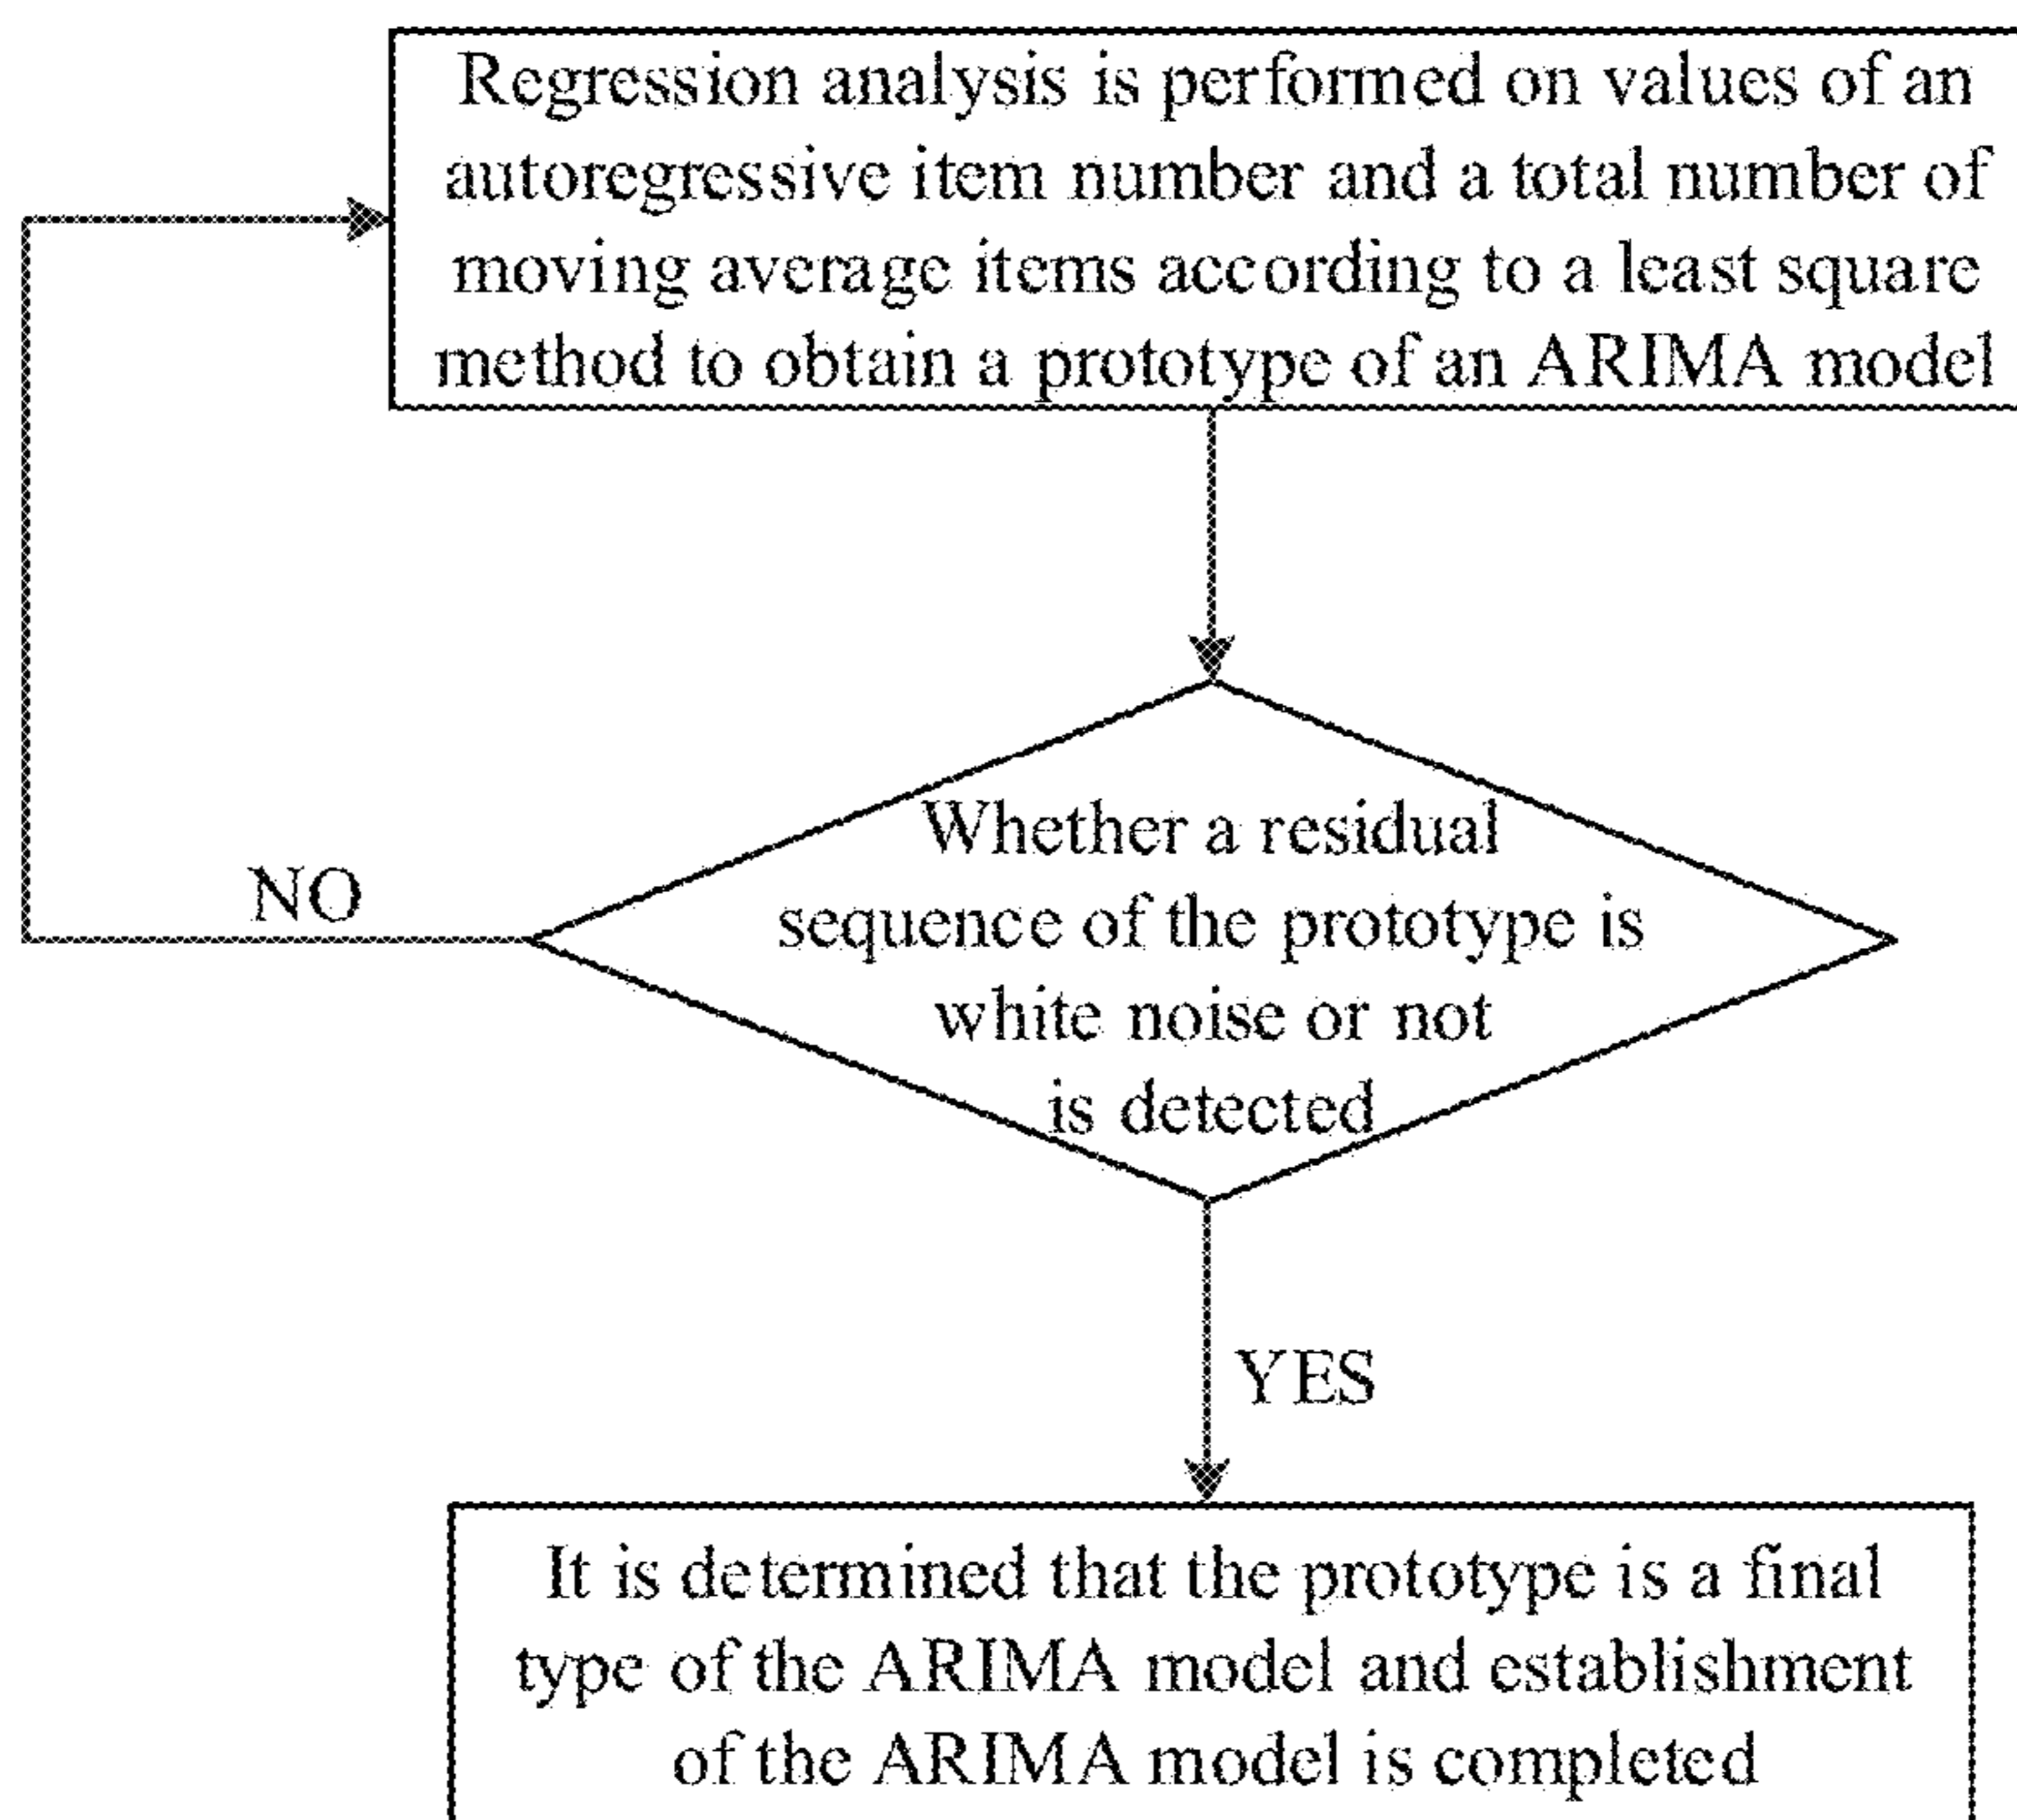 Regression analysis is performed on values of an
autoregressive item number and a total number of
moving average items according to a least square
method to obtain a prototype of an ARIMA model
Whether a residual
sequence of the prototype is
white noise or not
is detected
NO
YES
It is determined that the prototype is a final
type of the ARIMA model and establishment
of the ARIMA model is completed